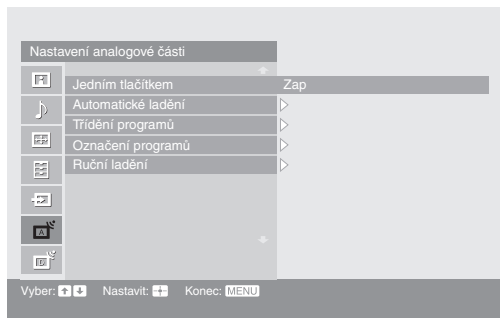 Nastavení analogové části
Jedním tlačítkem Zap
Automatické ladění
Třídění programů
Označení programů
Ruční ladění
A
Vyber: Nastavit: Konec: MENU